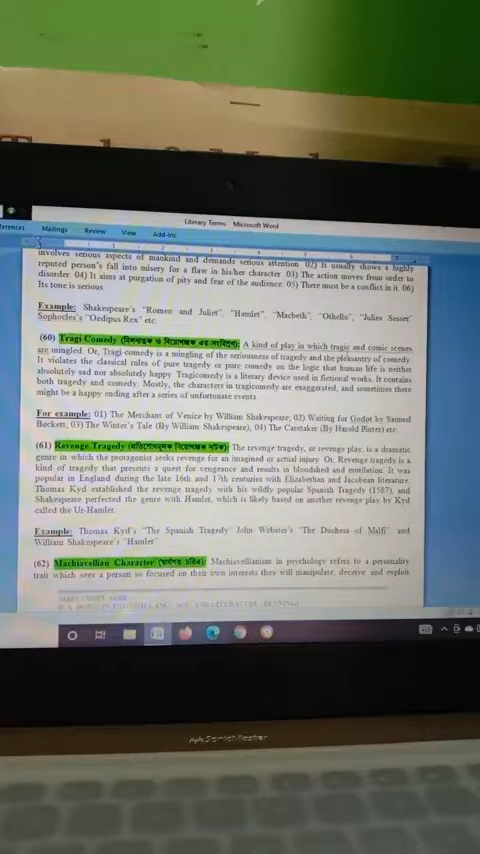 Literary Terms Microsoft Word
Mailings Review View Add-ins
involves serious aspects of mankind and demands serious attention. 02) It usually shows a highly
reputed person's fall into misery for a flaw in his/her character. 03) The action moves from order to
disorder. 04) It aims at purgation of pity and fear of the audience. 05) There must be a conflict in it. 06)
Its tone is serious.
Example: Shakespeare's "Romeo and Juliet", "Hamlet", "Macbeth", "Othello", "Julies Sesser"
Sophocles's "Oedipus Rex" etc.
(60) Tragi-Comedy (মিলনাত্মক ও বিয়োগাত্মক এর সংমিশ্রণ): A kind of play in which tragic and comic scenes
are mingled. Or, Tragi-comedy is a mingling of the seriousness of tragedy and the pleasantry of comedy.
It violates the classical rules of pure tragedy or pure comedy on the logic that human life is neither
absolutely sad nor absolutely happy. Tragicomedy is a literary device used in fictional works. It contains
both tragedy and comedy. Mostly, the characters in tragicomedy are exaggerated, and sometimes there
might be a happy ending after a series of unfortunate events.
For example: 01) The Merchant of Venice by William Shakespeare; 02) Waiting for Godot by Samuel
Beckett; 03) The Winter's Tale (By William Shakespeare), 04) The Caretaker (By Harold Pinter) etc.
(61) Revenge Tragedy (প্রতিশোধমূলক বিয়োগাত্মক নাটক): The revenge tragedy, or revenge play, is a dramatic
genre in which the protagonist seeks revenge for an imagined or actual injury. Or, Revenge tragedy is a
kind of tragedy that presents a quest for vengeance and results in bloodshed and mutilation. It was
popular in England during the late 16th and 17th centuries with Elizabethan and Jacobean literature.
Thomas Kyd established the revenge tragedy with his wildly popular Spanish Tragedy (1587), and
Shakespeare perfected the genre with Hamlet, which is likely based on another revenge play by Kyd
called the Ur-Hamlet.
Example: Thomas Kyd's "The Spanish Tragedy" John Webster's "The Duchess of Malfi" and
William Shakespeare's "Hamlet"
(62) Machiavellian Character (স্বার্থপর চরিত্র): Machiavellianism in psychology refers to a personality
trait which sees a person so focused on their own interests they will manipulate, deceive, and exploit